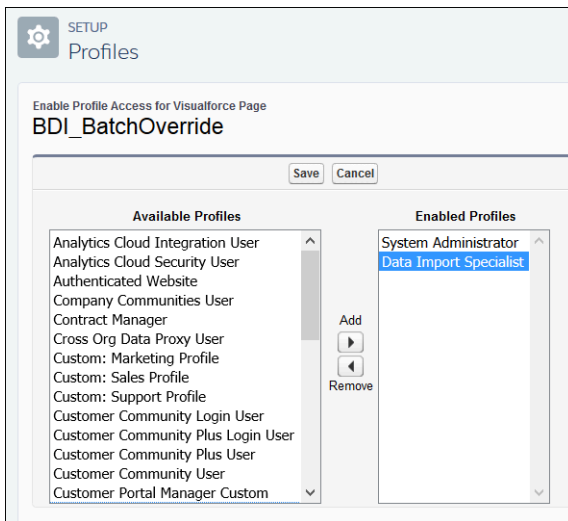 SETUP
Profiles
Enable Profile Access for Visualforce Page
BDI_BatchOverride
Save Cancel
Available Profiles
Analytics Cloud Integration User
Analytics Cloud Security User
Authenticated Website
Company Communities User
Contract Manager
Cross Org Data Proxy User
Custom: Marketing Profile
Custom: Sales Profile
Custom: Support Profile
Customer Community Login User
Customer Community Plus Login User
Customer Community Plus User
Customer Community User
Customer Portal Manager Custom
Add
Remove
Enabled Profiles
System Administrator
Data Import Specialist